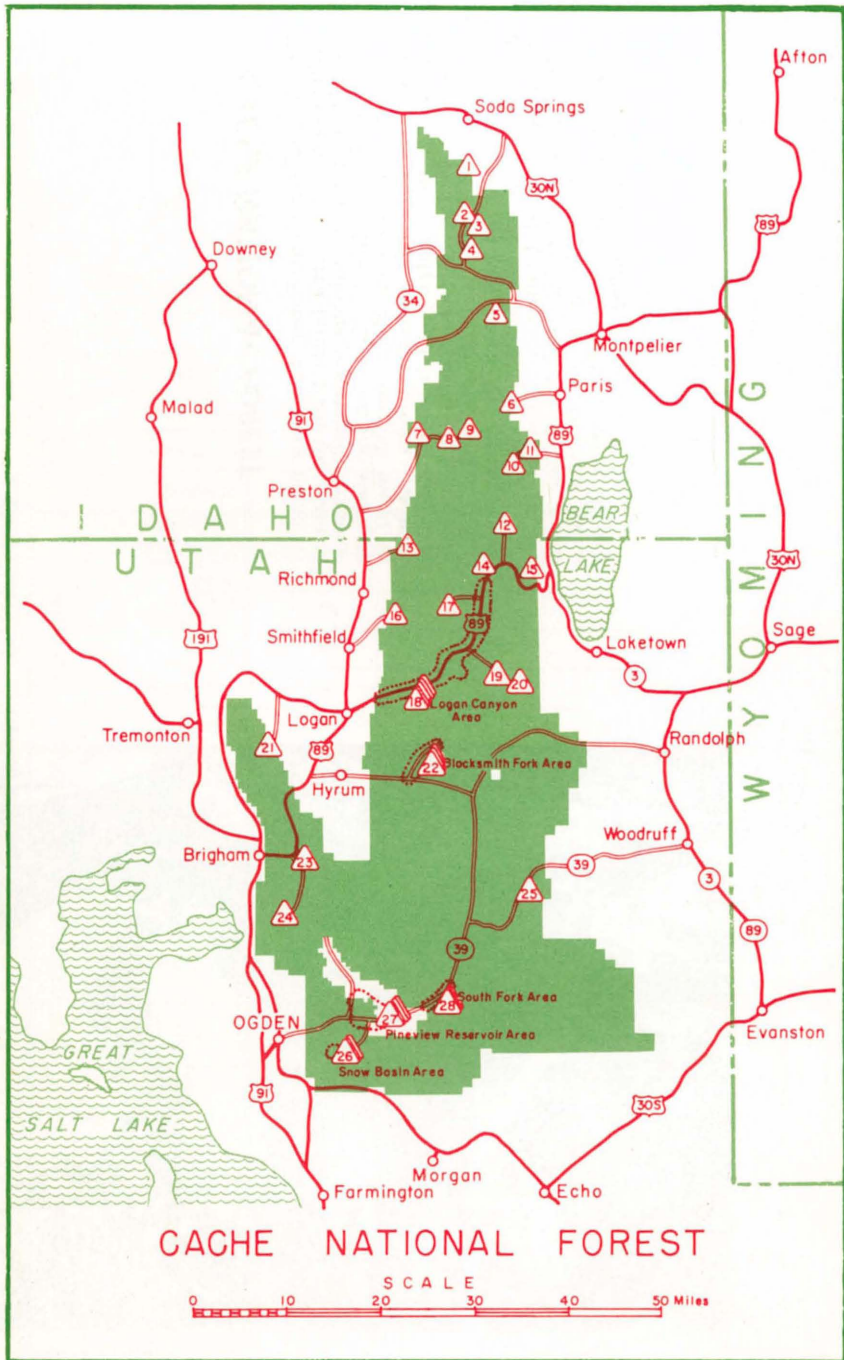 Afton
Soda Springs
1
30N
2
3
89
4
Downey
34
5
Montpelier
Paris
6
Malad
91
7
8
9
89
11
10
Preston
IDAHO
BEAR
12
UTAH
13
LAKE
14
15
30N
WYOMING
Richmond
17
16
191
89
Smithfield
Laketown
Sage
19
20
3
18
Logan Canyon
Area
Logan
Tremonton
21
89
Randolph
22
Blacksmith Fork Area
Hyrum
Woodruff
39
Brigham
23
3
25
24
89
39
28
South Fork Area
27
Evanston
OGDEN
Pineview Reservoir Area
26
GREAT
Snow Basin Area
91
30S
SALT LAKE
Morgan
Farmington
Echo
CACHE NATIONAL FOREST
SCALE
0 10 20 30 40 50 Miles